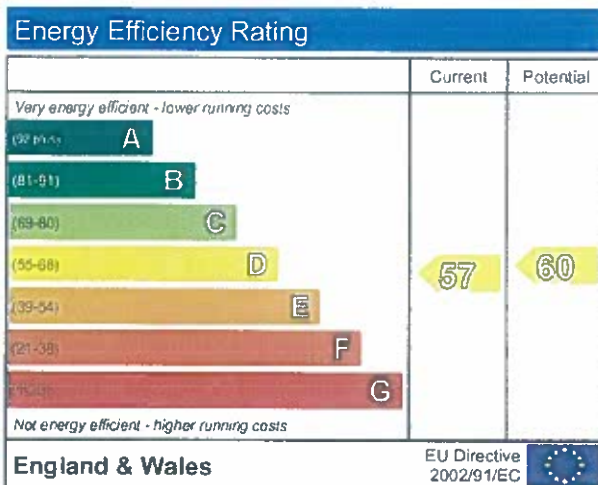 Energy Efficiency Rating
Current Potential
Very energy efficient - lower running costs
A
(81-91) B
(69-80) C
(55-68) D 57 60
(39-54) E
(21-38) F
G
Not energy efficient - higher running costs
England & Wales
EU Directive
2002/91/EC